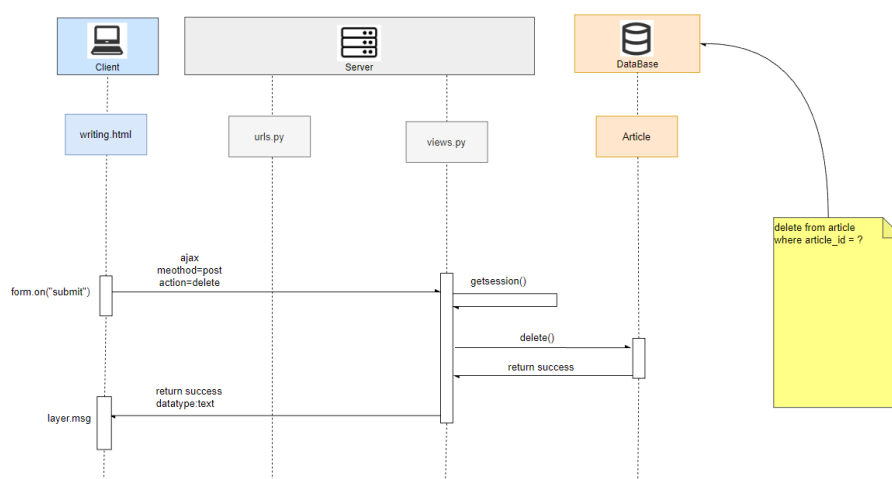 Client
Server
DataBase
writing.html
urls.py
views.py
Article
delete from article
where article_id = ?
ajax
meothod=post
action=delete
form.on("submit")
getsession()
delete()
return success
return success
datatype:text
layer.msg